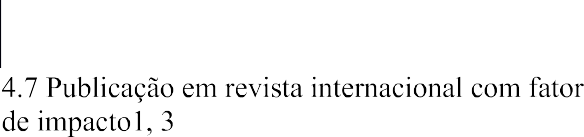 4.7 Publicação em revista internacional com fator
de impacto1, 3